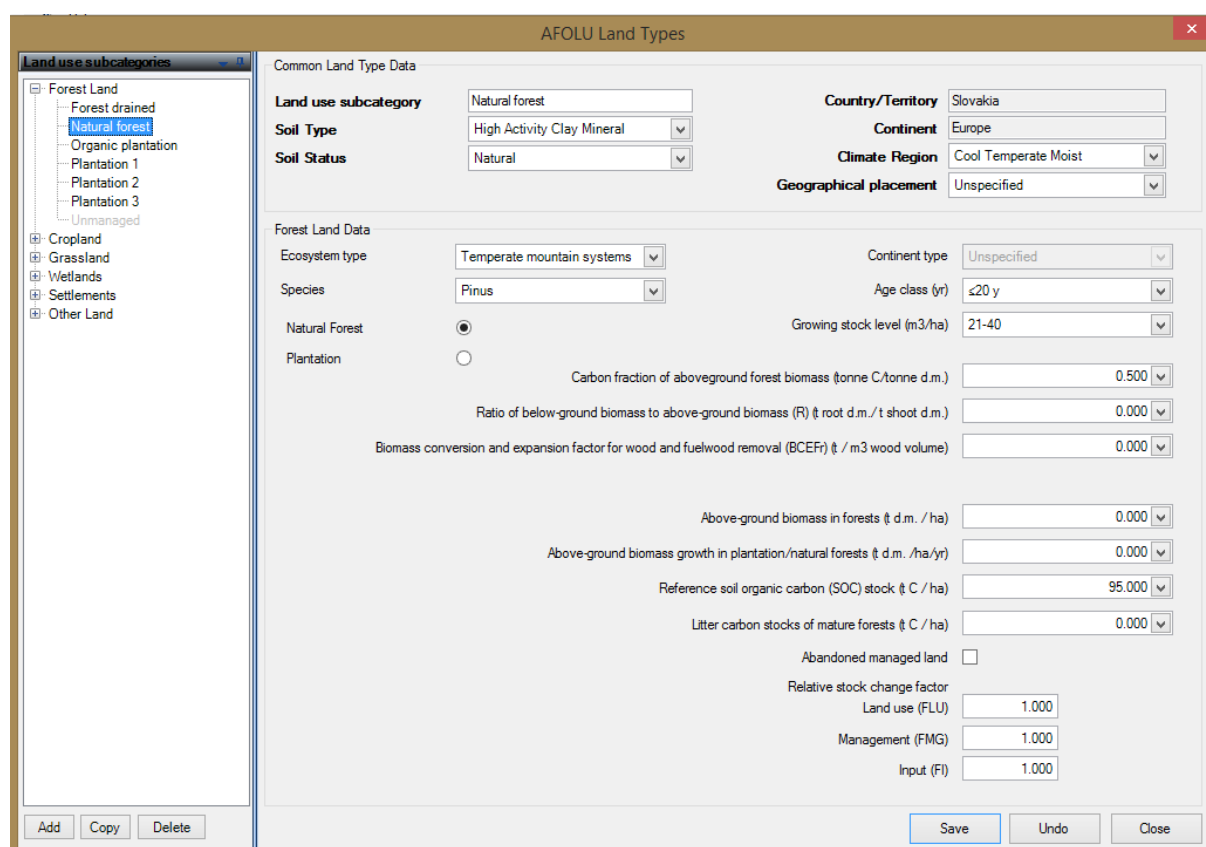 AFOLU Land Types
Land use subcategories
Forest Land
Forest drained
Natural forest
Organic plantation
Plantation 1
Plantation 2
Plantation 3
Unmanaged
Cropland
Grassland
Wetlands
Settlements
Other Land
Add Copy Delete
Common Land Type Data
Land use subcategory Natural forest Country/Territory Slovakia
Soil Type High Activity Clay Mineral Continent Europe
Soil Status Natural Climate Region Cool Temperate Moist
Geographical placement Unspecified
Forest Land Data
Ecosystem type Temperate mountain systems Continent type Unspecified
Species Pinus Age class (yr) ≤20 y
Natural Forest Growing stock level (m3/ha) 21-40
Plantation
Carbon fraction of aboveground forest biomass (tonne C/tonne d.m.) 0.500
Ratio of below-ground biomass to above-ground biomass (R) (t root d.m./ t shoot d.m.) 0.000
Biomass conversion and expansion factor for wood and fuelwood removal (BCEFr) (t / m3 wood volume) 0.000
Above-ground biomass in forests (t d.m. / ha) 0.000
Above-ground biomass growth in plantation/natural forests (t d.m. /ha/yr) 0.000
Reference soil organic carbon (SOC) stock (t C / ha) 95.000
Litter carbon stocks of mature forests (t C / ha) 0.000
Abandoned managed land
Relative stock change factor
Land use (FLU) 1.000
Management (FMG) 1.000
Input (FI) 1.000
Save Undo Close